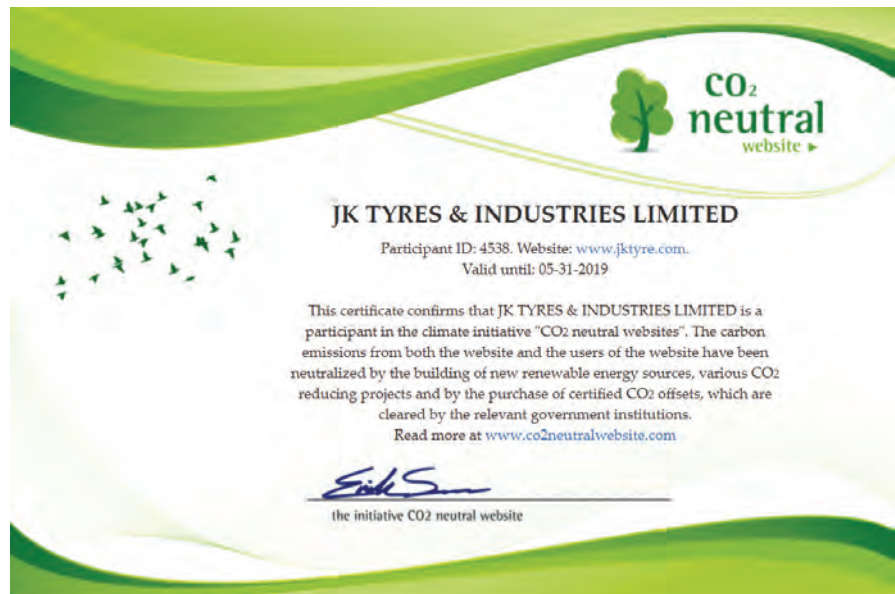 CO2
neutral
website
JK TYRES & INDUSTRIES LIMITED
Participant ID: 4538. Website: www.jktyre.com.
Valid until: 05-31-2019
This certificate confirms that JK TYRES & INDUSTRIES LIMITED is a
participant in the climate initiative "CO2 neutral websites". The carbon
emissions from both the website and the users of the website have been
neutralized by the building of new renewable energy sources, various CO2
reducing projects and by the purchase of certified CO2 offsets, which are
cleared by the relevant government institutions.
Read more at www.co2neutralwebsite.com
the initiative CO2 neutral website